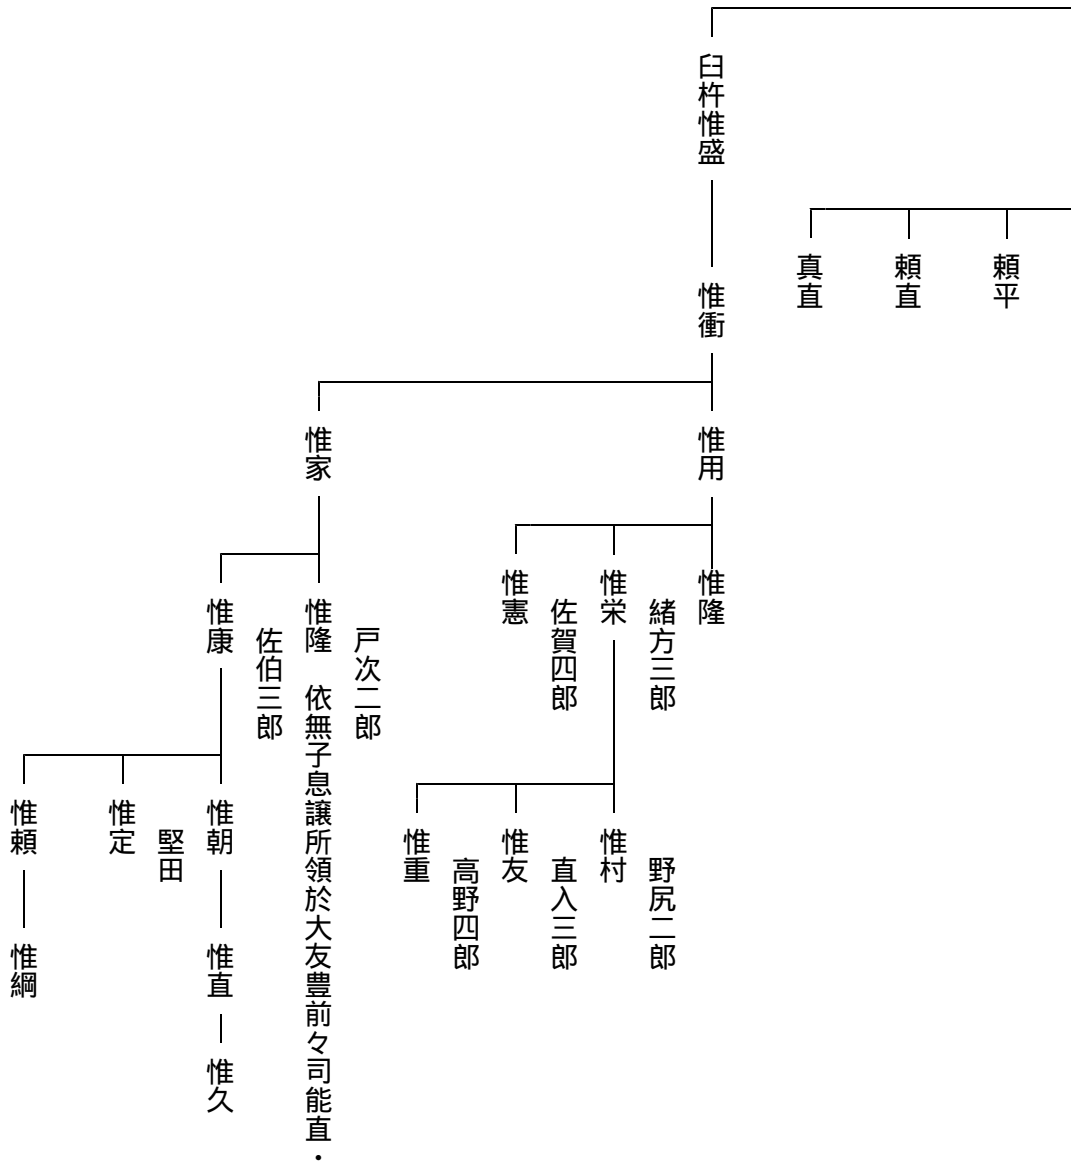 頼平
頼直
真直
臼杵惟盛
惟衝
惟用
惟隆
緒方三郎
惟栄
佐賀四郎
惟憲
野尻二郎
惟村
直入三郎
惟友
高野四郎
惟重
惟家
戸次二郎
惟隆 依無子息譲所領於大友豊前々司能直・
佐伯三郎
惟康
惟朝
惟直
惟久
堅田
惟定
惟頼
惟綱